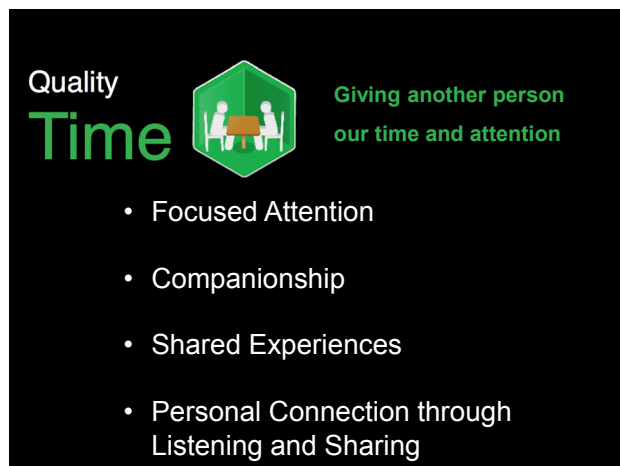 Quality
Time
Giving another person
our time and attention
• Focused Attention
• Companionship
• Shared Experiences
• Personal Connection through
Listening and Sharing